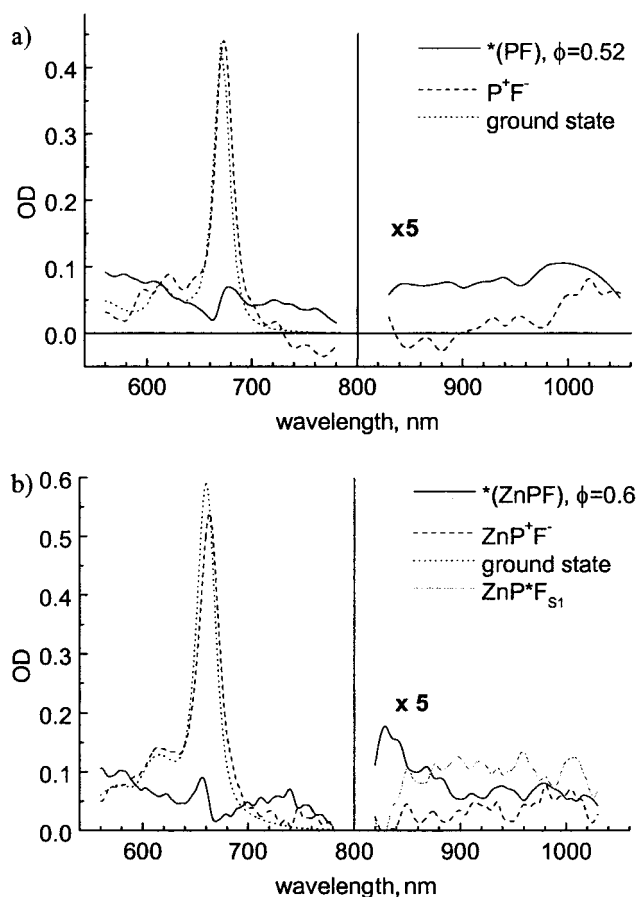 a)
0.4
0.3
0.2
0.1
0.0
OD
*(PF), ϕ=0.52
P⁺F⁻
ground state
x5
600 700 800 900 1000
wavelength, nm
b)
0.6
0.5
0.4
0.3
0.2
0.1
0.0
OD
*(ZnPF), ϕ=0.6
ZnP⁺F⁻
ground state
ZnP*F_S1
x 5
600 700 800 900 1000
wavelength, nm